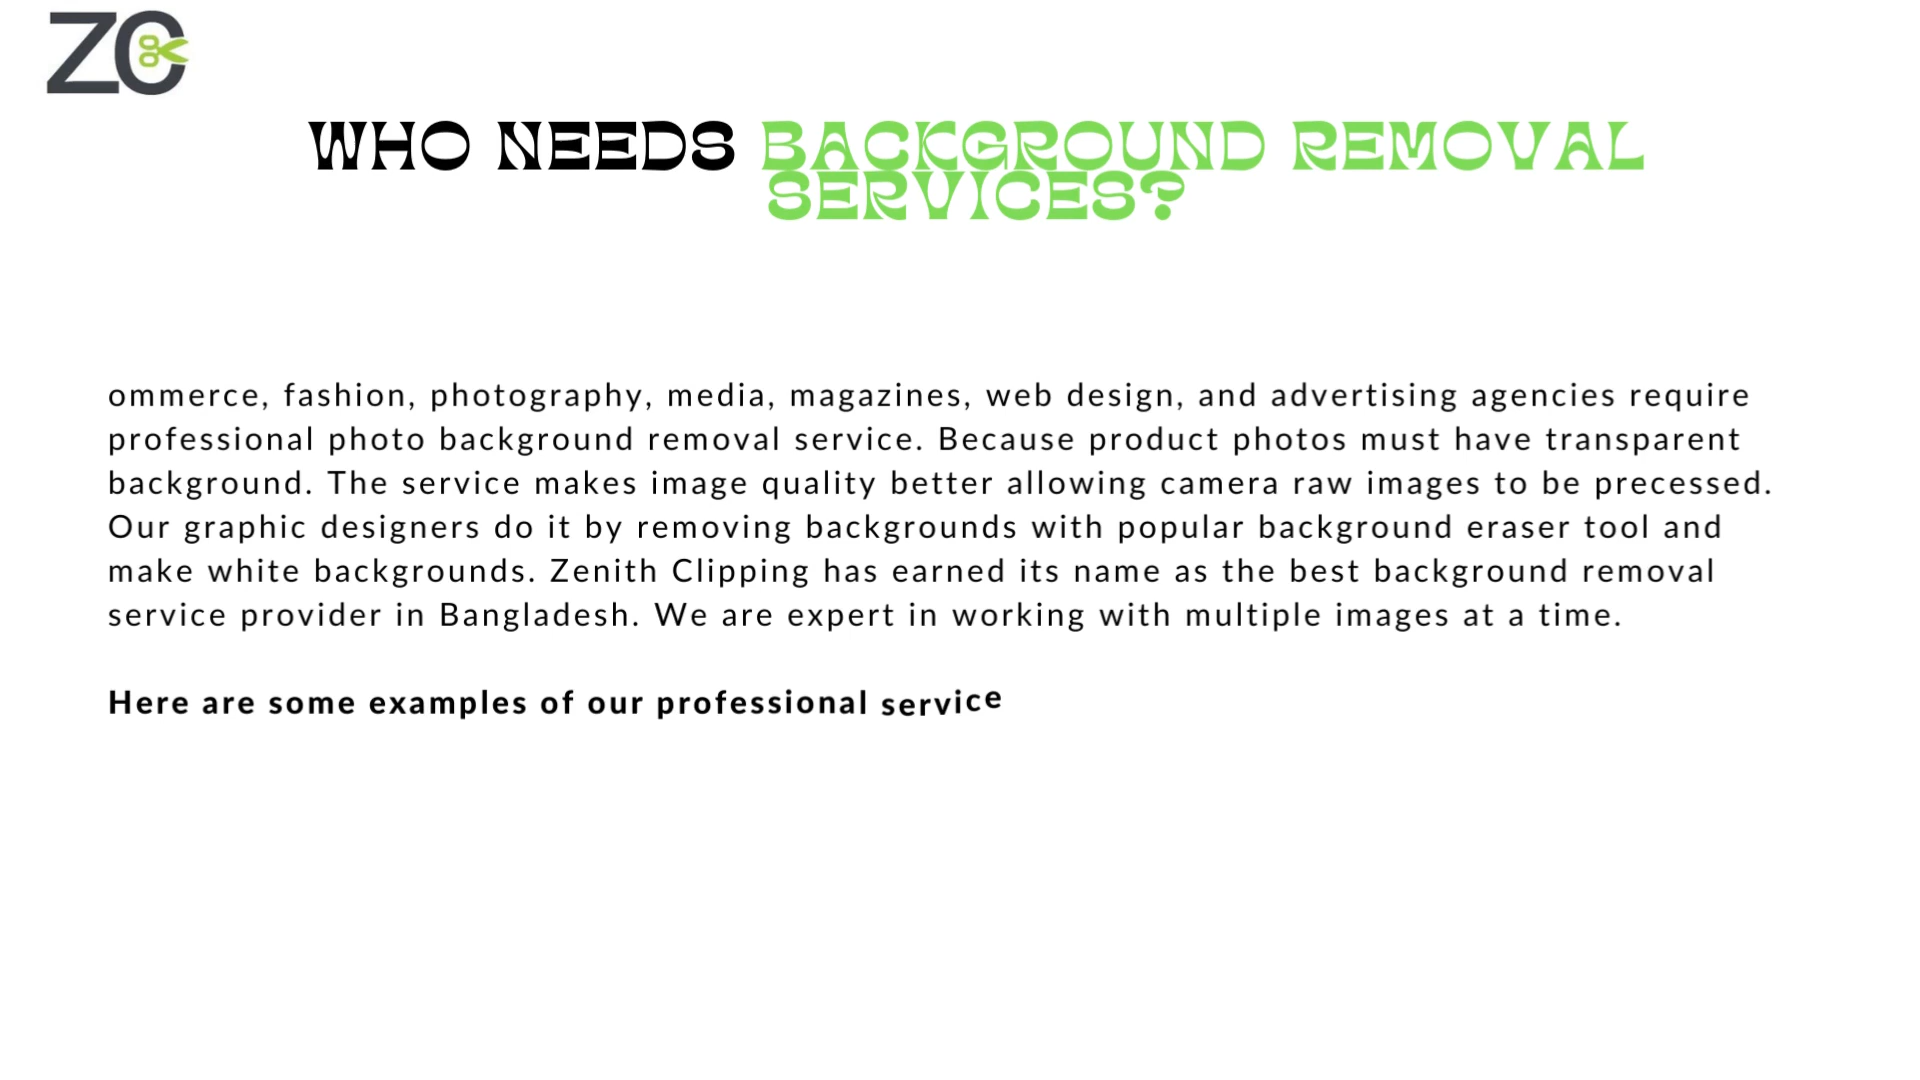 ZC
WHO NEEDS BACKGROUND REMOVAL
SERVICES?
ommerce, fashion, photography, media, magazines, web design, and advertising agencies require
professional photo background removal service. Because product photos must have transparent
background. The service makes image quality better allowing camera raw images to be precessed.
Our graphic designers do it by removing backgrounds with popular background eraser tool and
make white backgrounds. Zenith Clipping has earned its name as the best background removal
service provider in Bangladesh. We are expert in working with multiple images at a time.
Here are some examples of our professional service